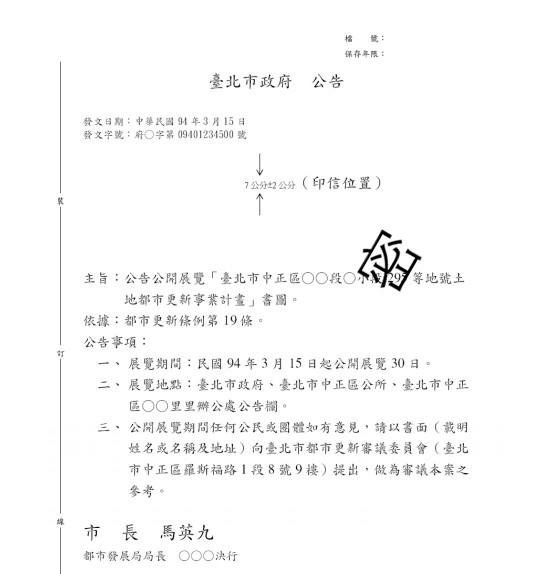 檔　號：
保存年限：
臺北市政府　公告
發文日期：中華民國 94 年 3 月 15 日
發文字號：府○字第 09401234500 號
7 公分±2 公分（印信位置）
裝
主旨：公告公開展覽「臺北市中正區○○段○小段 295 等地號土
地都市更新事業計畫」書圖。
依據：都市更新條例第 19 條。
公告事項：
訂
一、 展覽期間：民國 94 年 3 月 15 日起公開展覽 30 日。
二、 展覽地點：臺北市政府、臺北市中正區公所、臺北市中正
區○○里里辦公處公告欄。
三、 公開展覽期間任何公民或團體如有意見，請以書面（載明
姓名或名稱及地址）向臺北市都市更新審議委員會（臺北
市中正區羅斯福路 1 段 8 號 9 樓）提出，做為審議本案之
參考。
線
市　長　馬英九
都市發展局局長　○○○決行